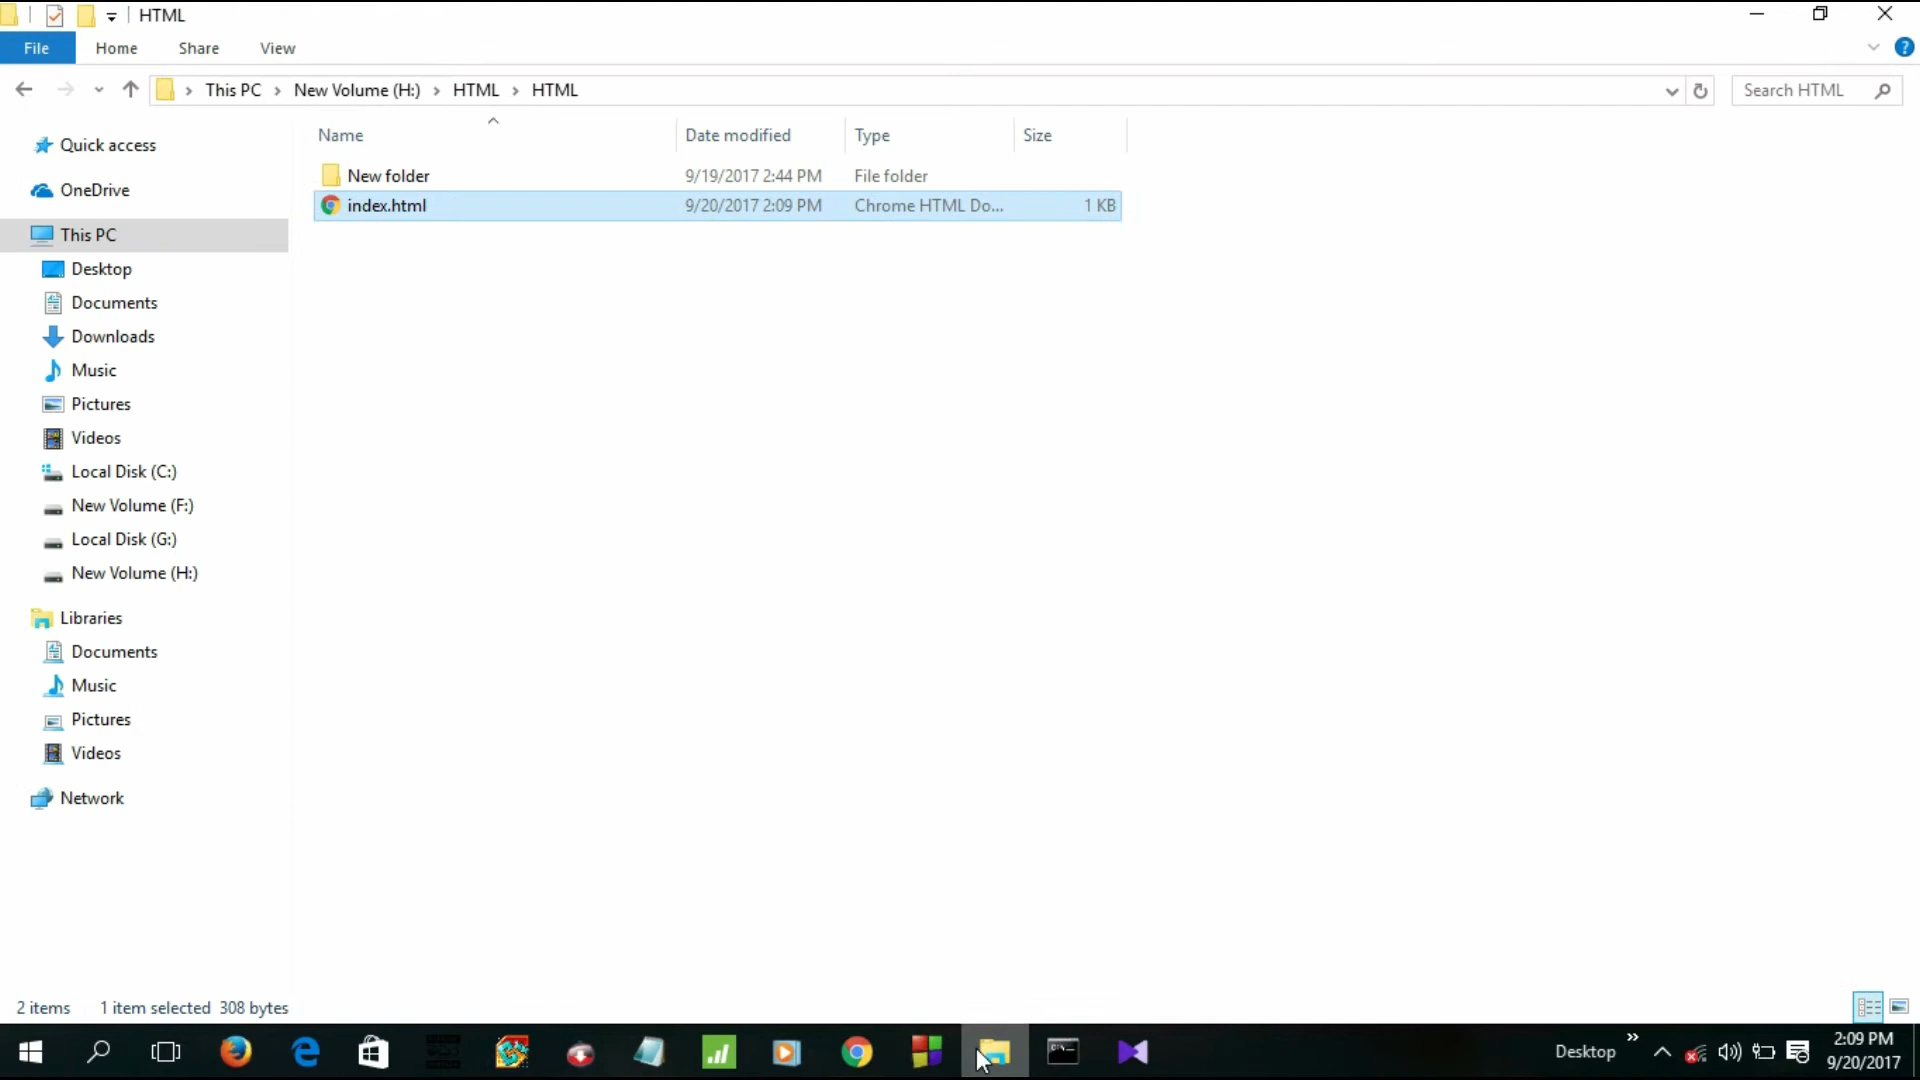 HTML
File Home Share View
This PC New Volume (H:) HTML HTML
Search HTML
Name Date modified Type Size
New folder 9/19/2017 2:44 PM File folder
index.html 9/20/2017 2:09 PM Chrome HTML Do... 1 KB
Quick access
OneDrive
This PC
Desktop
Documents
Downloads
Music
Pictures
Videos
Local Disk (C:)
New Volume (F:)
Local Disk (G:)
New Volume (H:)
Libraries
Documents
Music
Pictures
Videos
Network
2 items 1 item selected 308 bytes
Desktop
2:09 PM
9/20/2017